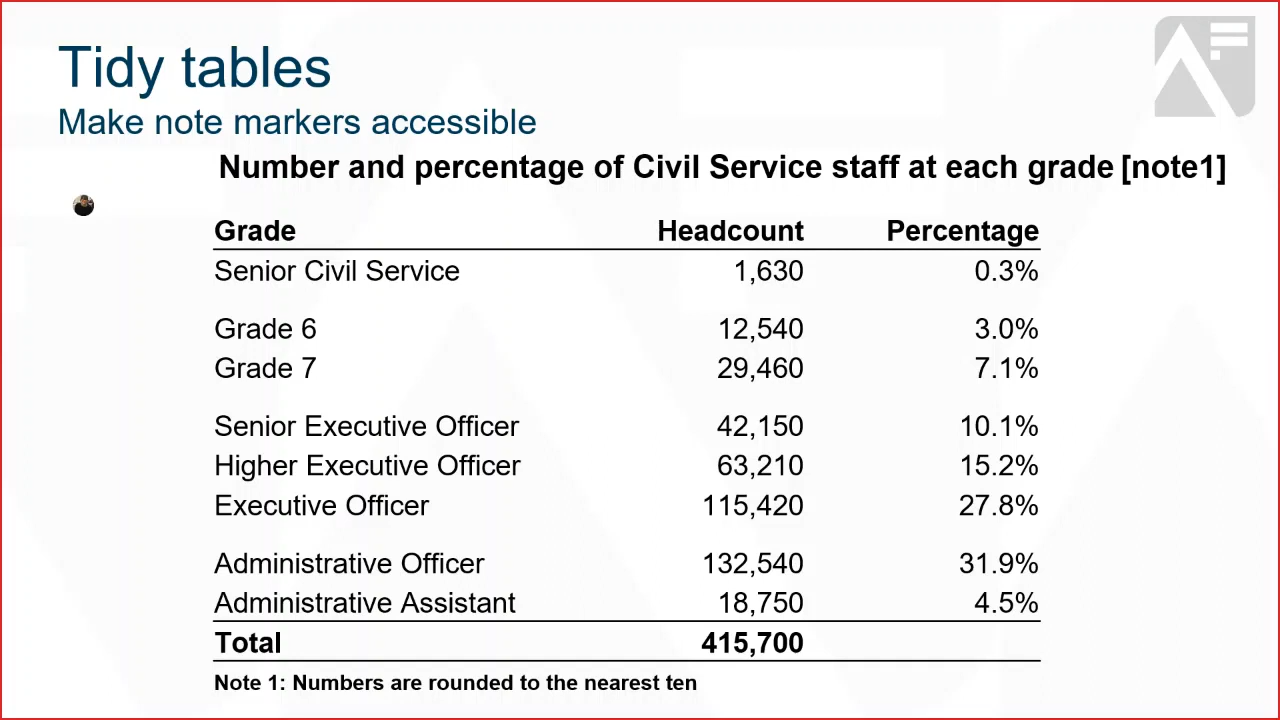 Tidy tables
Make note markers accessible
Number and percentage of Civil Service staff at each grade [note1]
Grade Headcount Percentage
Senior Civil Service 1,630 0.3%
Grade 6 12,540 3.0%
Grade 7 29,460 7.1%
Senior Executive Officer 42,150 10.1%
Higher Executive Officer 63,210 15.2%
Executive Officer 115,420 27.8%
Administrative Officer 132,540 31.9%
Administrative Assistant 18,750 4.5%
Total 415,700
Note 1: Numbers are rounded to the nearest ten